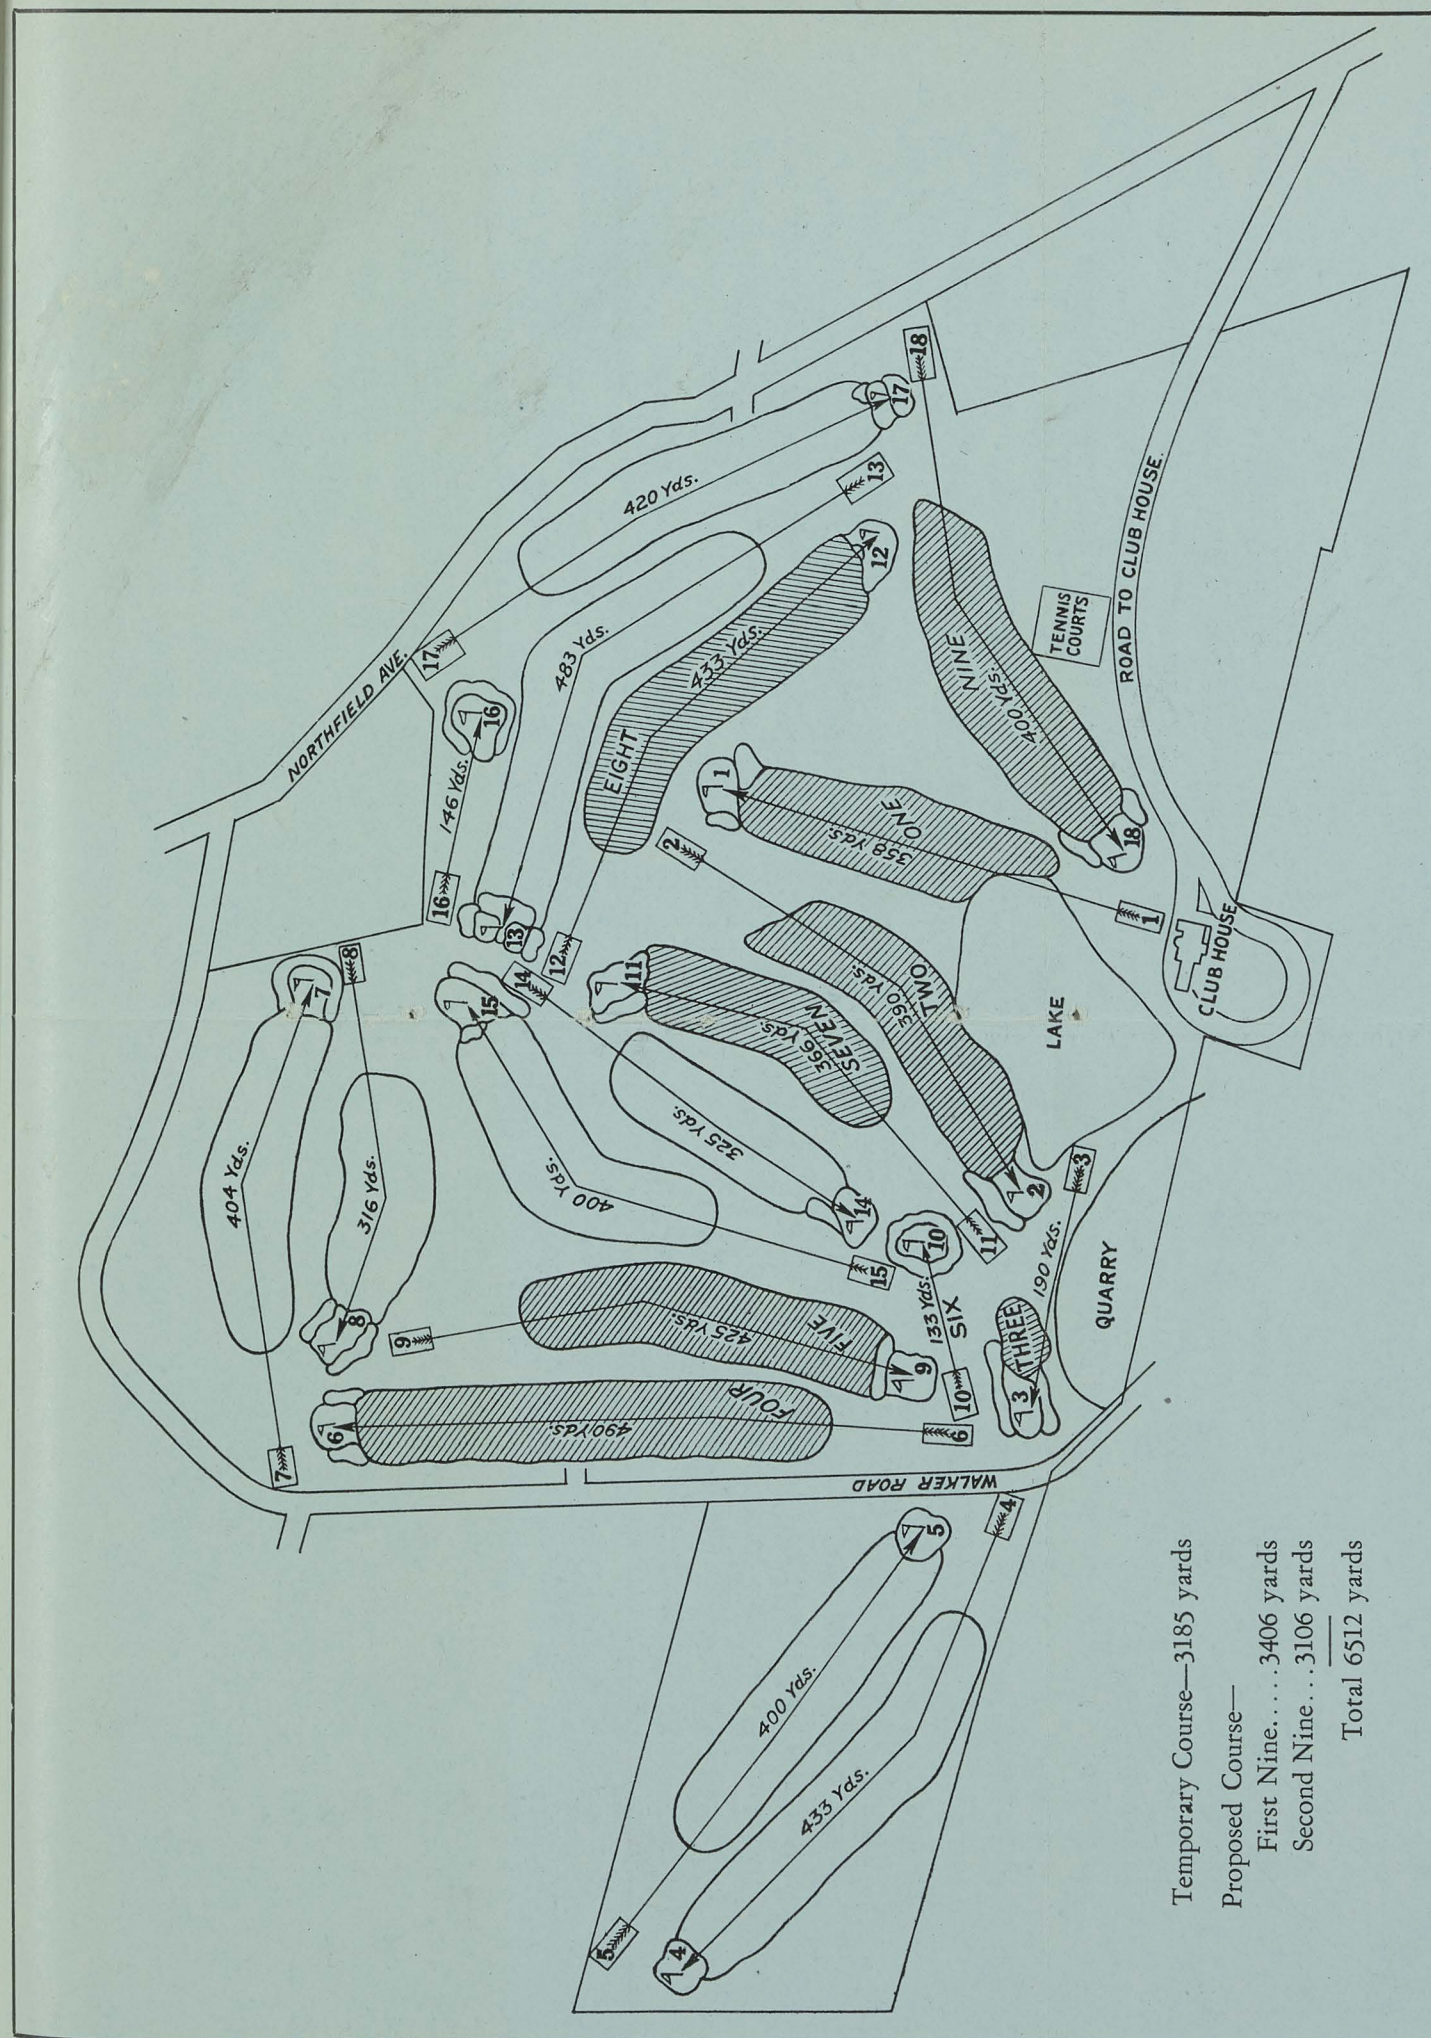 NORTHFIELD AVE.
ROAD TO CLUB HOUSE.
TENNIS
COURTS
CLUB HOUSE
LAKE
QUARRY
WALKER ROAD
1
ONE
358 Yds.
1
2
TWO
390 Yds.
2
3
THREE
190 Yds.
3
4
433 Yds.
4
5
400 Yds.
5
6
FOUR
490 Yds.
6
7
404 Yds.
7
8
316 Yds.
8
9
FIVE
425 Yds.
9
10
SIX
133 Yds.
10
11
SEVEN
366 Yds.
11
12
EIGHT
433 Yds.
12
13
483 Yds.
13
14
325 Yds.
14
15
400 Yds.
15
16
146 Yds.
16
17
420 Yds.
17
18
NINE
400 Yds.
18
Temporary Course—3185 yards
Proposed Course—
First Nine.....3406 yards
Second Nine...3106 yards
Total 6512 yards